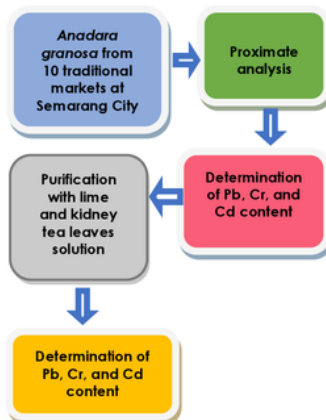 Anadara
granosa from
10 traditional
markets at
Semarang City
Proximate
analysis
Determination
of Pb, Cr, and
Cd content
Purification
with lime
and kidney
tea leaves
solution
Determination of
Pb, Cr, and Cd
content